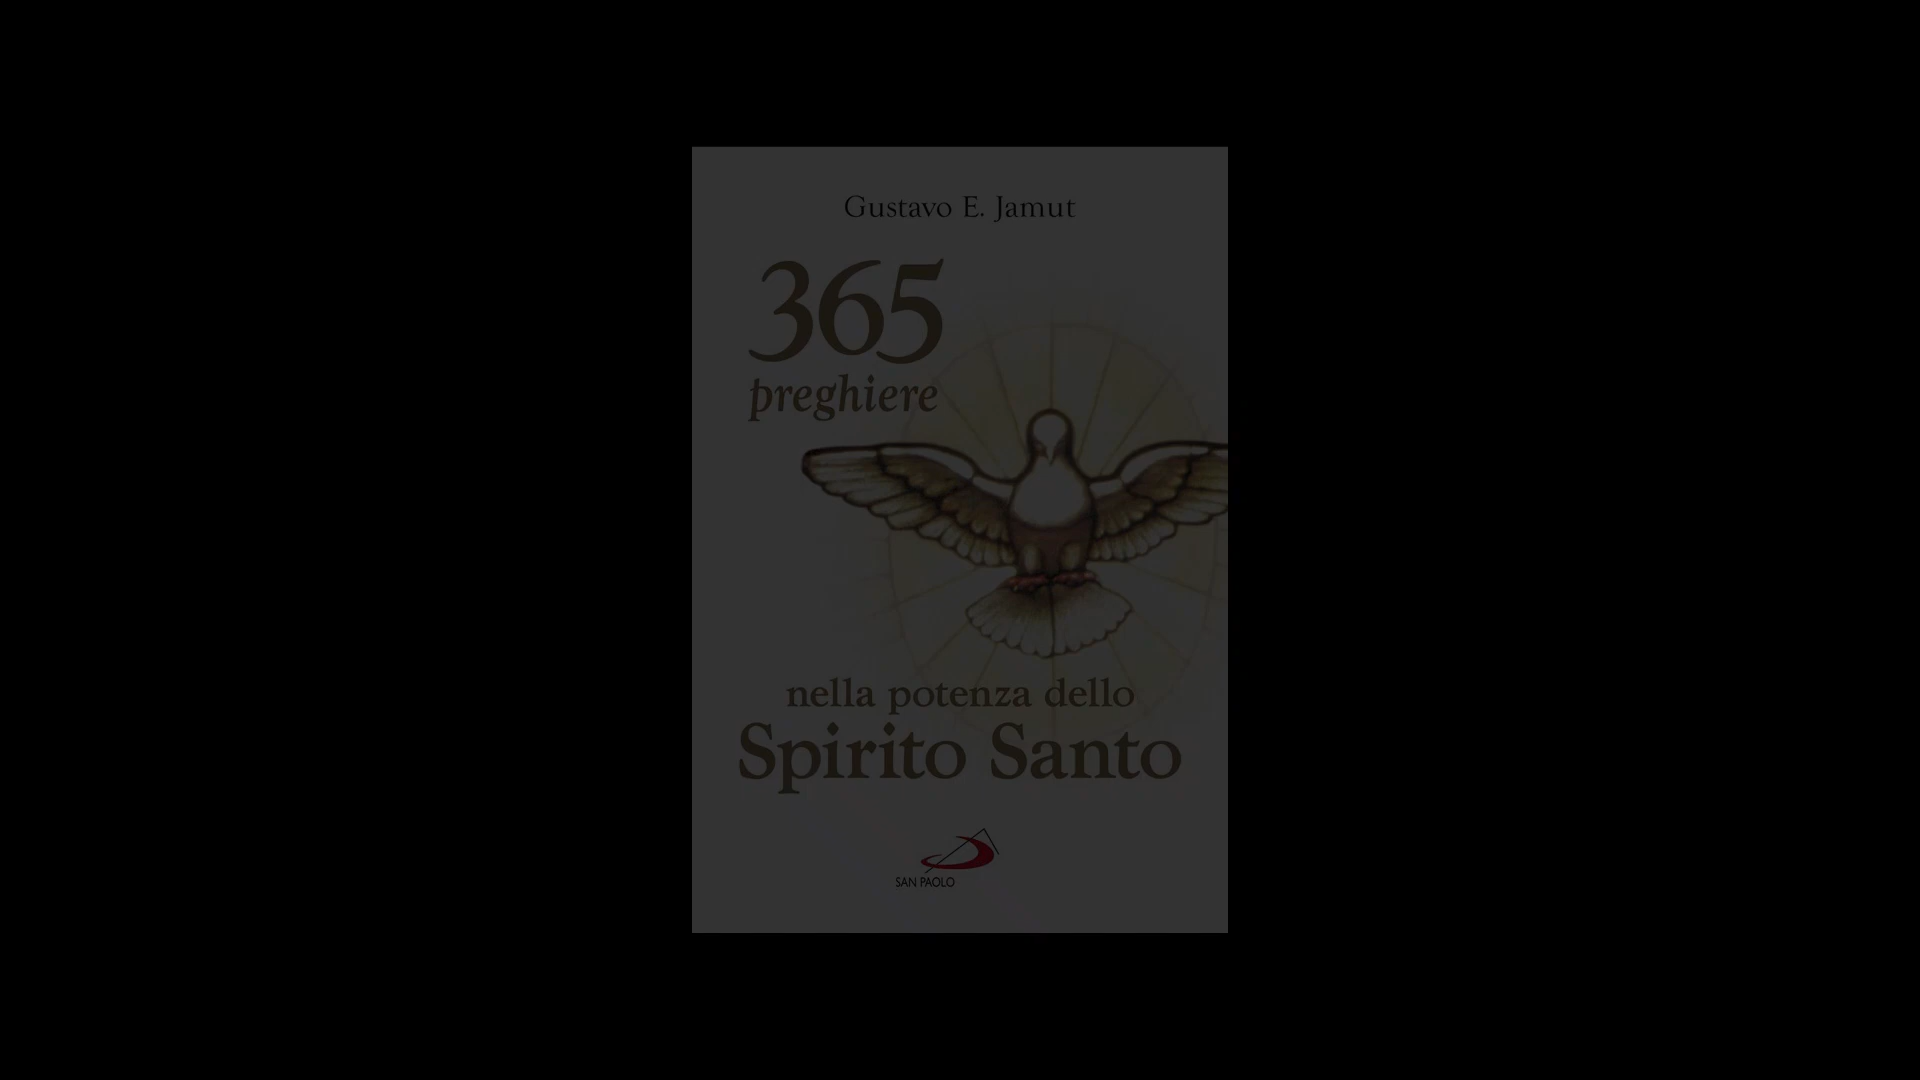 Gustavo E. Jamut
365
preghiere
nella potenza dello
Spirito Santo
SAN PAOLO